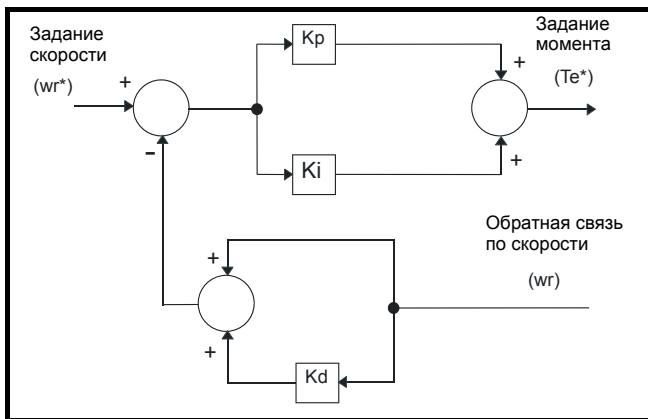 Задание
скорости
(wr*)
+
-
Kp
Ki
+
+
Задание
момента
(Te*)
Обратная связь
по скорости
(wr)
+
+
Kd